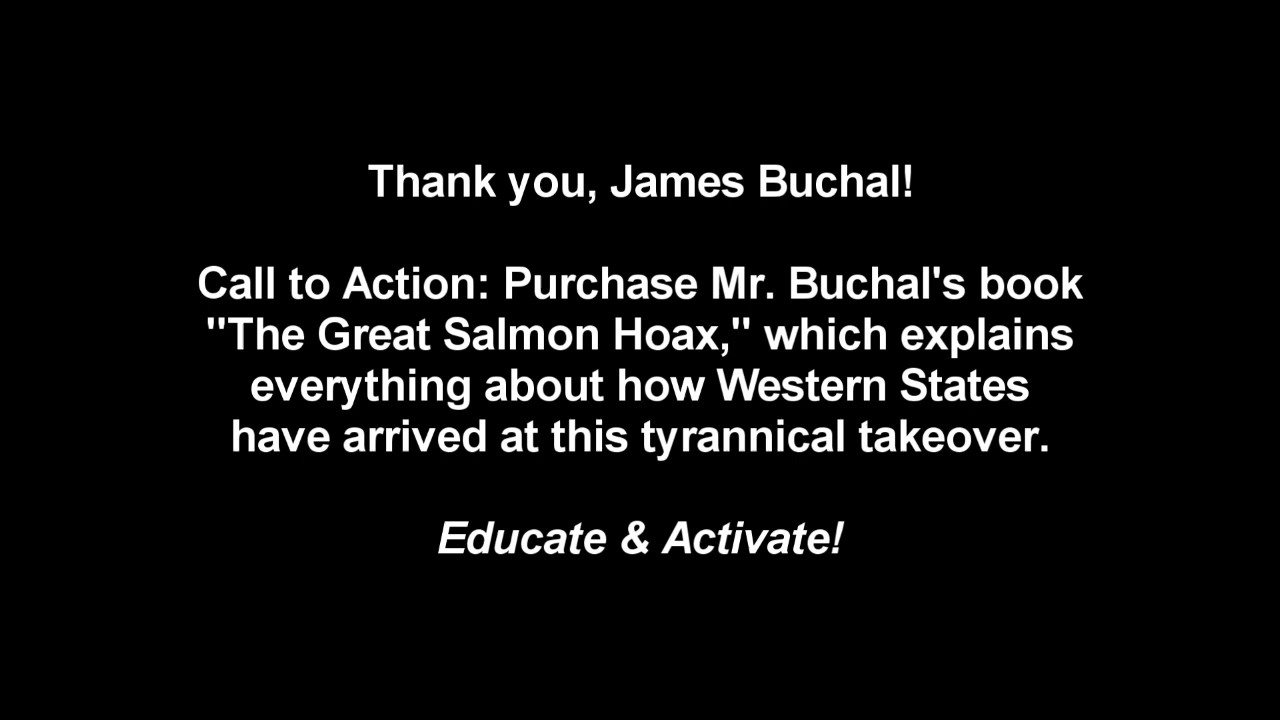 Thank you, James Buchal!
Call to Action: Purchase Mr. Buchal's book
"The Great Salmon Hoax," which explains
everything about how Western States
have arrived at this tyrannical takeover.
Educate & Activate!